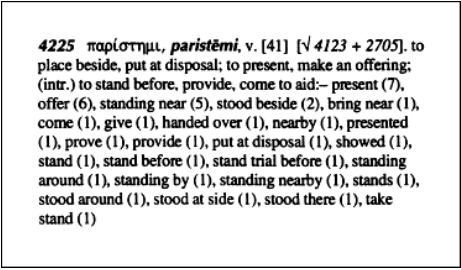 4225 παρίστημι, paristēmi, v. [41] [√ 4123 + 2705]. to
place beside, put at disposal; to present, make an offering;
(intr.) to stand before, provide, come to aid:– present (7),
offer (6), standing near (5), stood beside (2), bring near (1),
come (1), give (1), handed over (1), nearby (1), presented
(1), prove (1), provide (1), put at disposal (1), showed (1),
stand (1), stand before (1), stand trial before (1), standing
around (1), standing by (1), standing nearby (1), stands (1),
stood around (1), stood at side (1), stood there (1), take
stand (1)